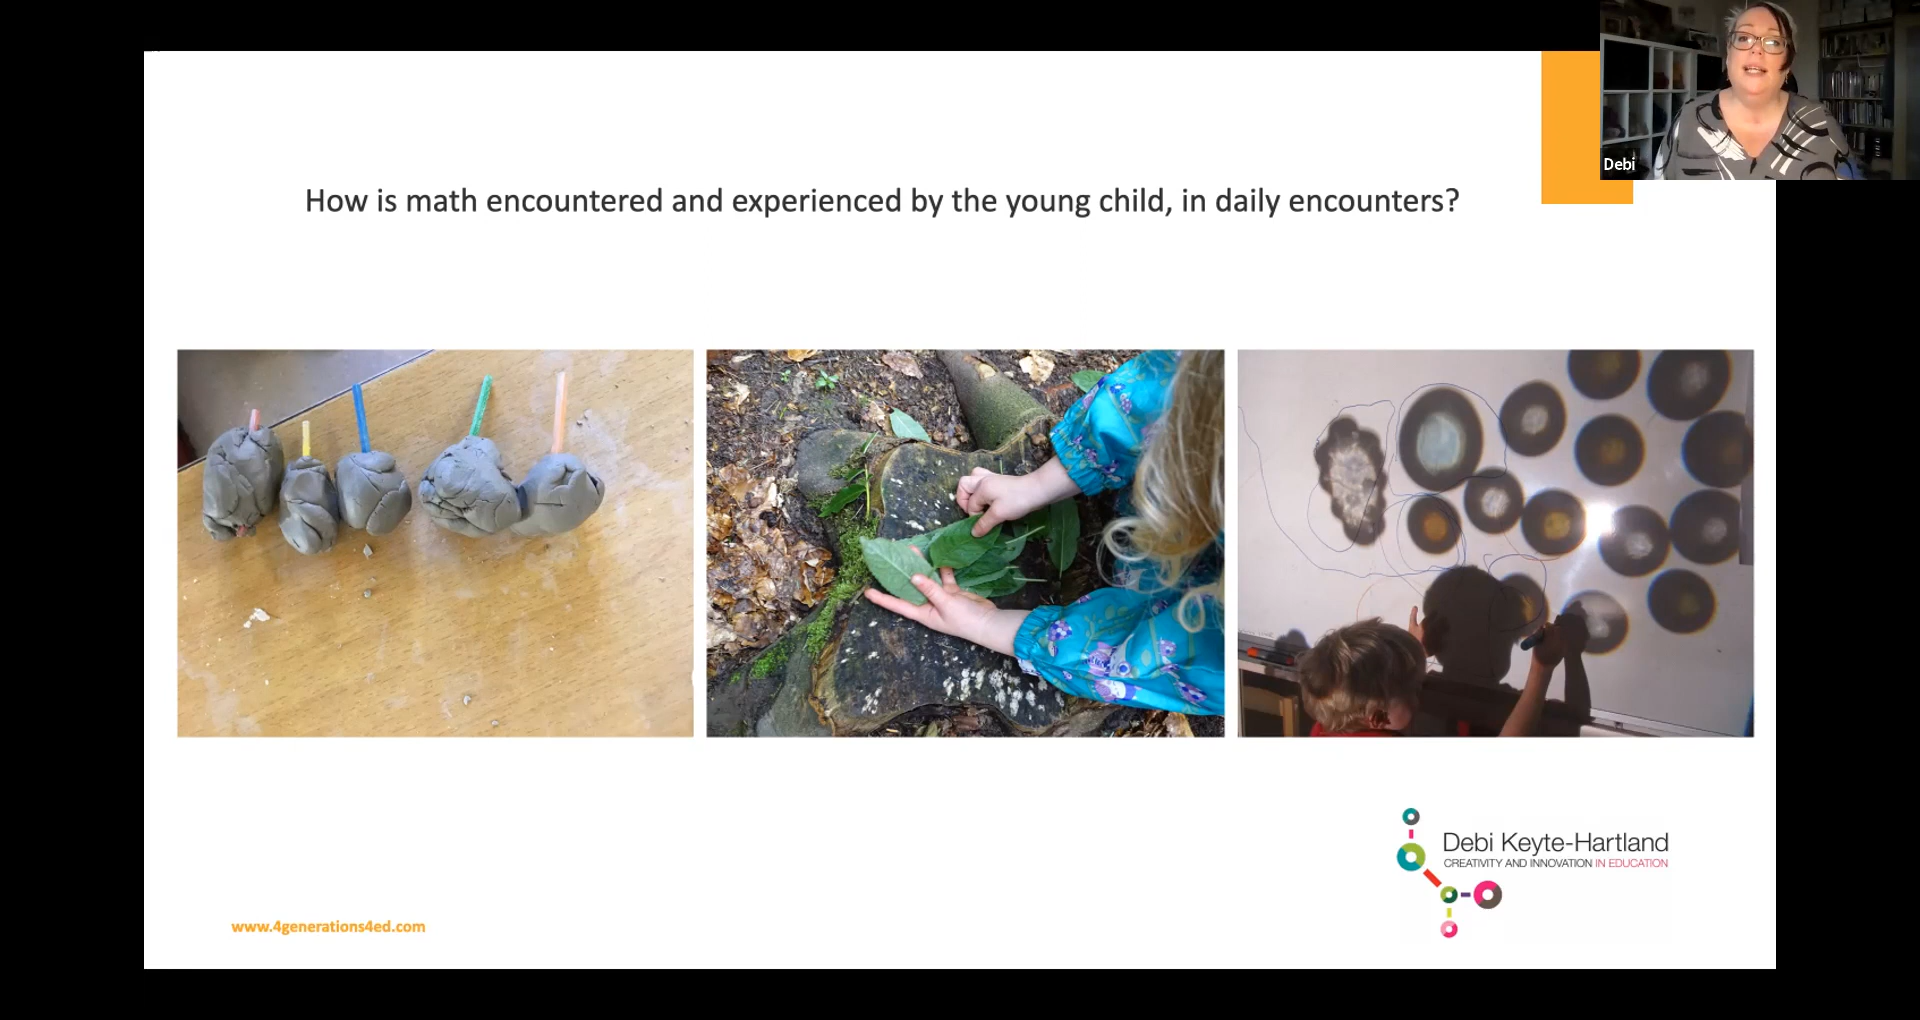 Debi
How is math encountered and experienced by the young child, in daily encounters?
Debi Keyte-Hartland
CREATIVITY AND INNOVATION IN EDUCATION
www.4generations4ed.com